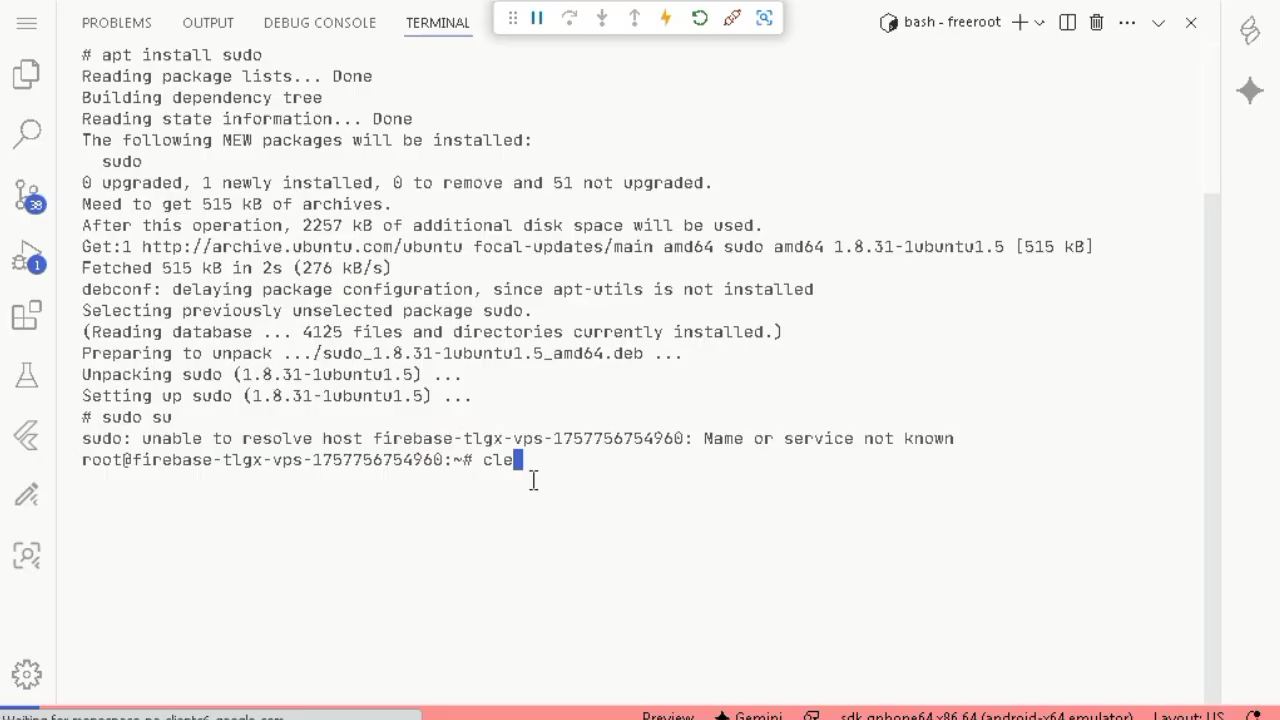 PROBLEMS OUTPUT DEBUG CONSOLE TERMINAL bash - freeroot
# apt install sudo
Reading package lists... Done
Building dependency tree
Reading state information... Done
The following NEW packages will be installed:
sudo
0 upgraded, 1 newly installed, 0 to remove and 51 not upgraded.
Need to get 515 kB of archives.
After this operation, 2257 kB of additional disk space will be used.
Get:1 http://archive.ubuntu.com/ubuntu focal-updates/main amd64 sudo amd64 1.8.31-1ubuntu1.5 [515 kB]
Fetched 515 kB in 2s (276 kB/s)
debconf: delaying package configuration, since apt-utils is not installed
Selecting previously unselected package sudo.
(Reading database ... 4125 files and directories currently installed.)
Preparing to unpack .../sudo_1.8.31-1ubuntu1.5_amd64.deb ...
Unpacking sudo (1.8.31-1ubuntu1.5) ...
Setting up sudo (1.8.31-1ubuntu1.5) ...
# sudo su
sudo: unable to resolve host firebase-tlgx-vps-1757756754960: Name or service not known
root@firebase-tlgx-vps-1757756754960:~# cle
38
1
Preview Gemini sdk gphone64 x86 64 (android-x64 emulator) Layout: US